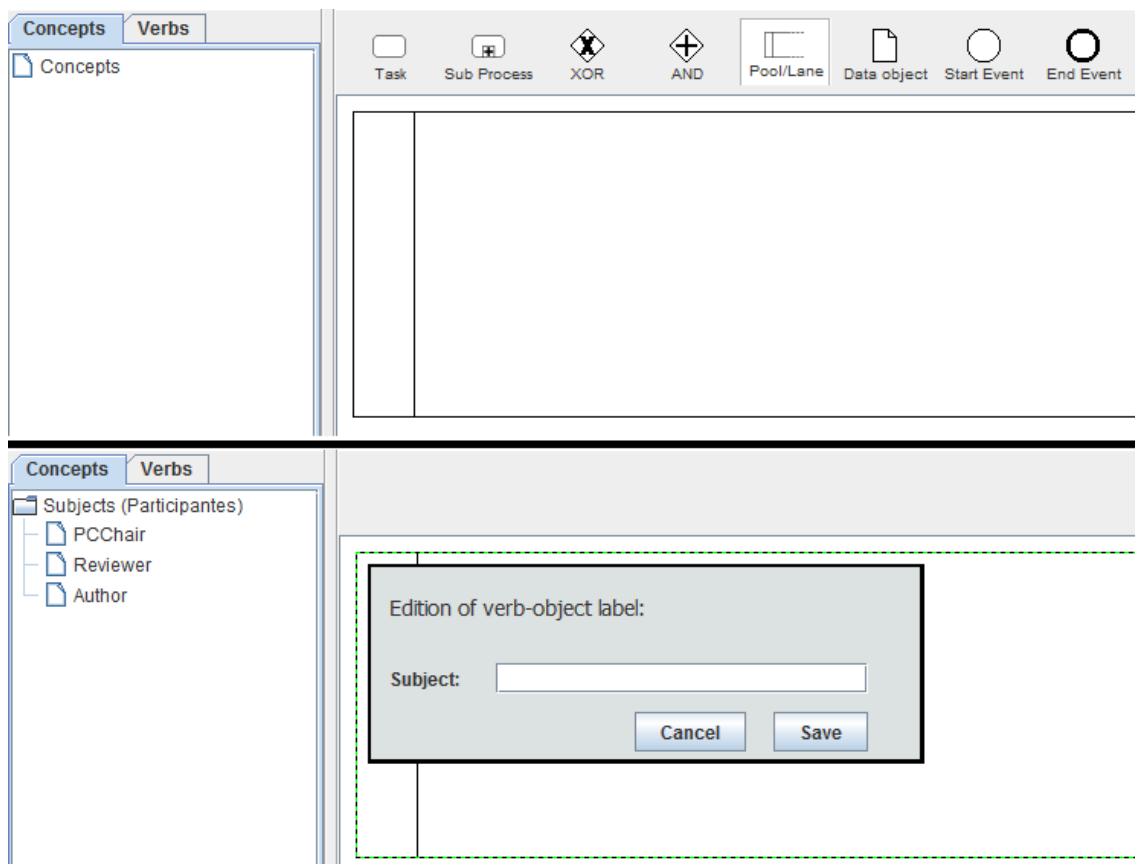 Concepts Verbs
Concepts
Task Sub Process XOR AND Pool/Lane Data object Start Event End Event
Concepts Verbs
Subjects (Participantes)
PCChair
Reviewer
Author
Edition of verb-object label:
Subject:
Cancel Save